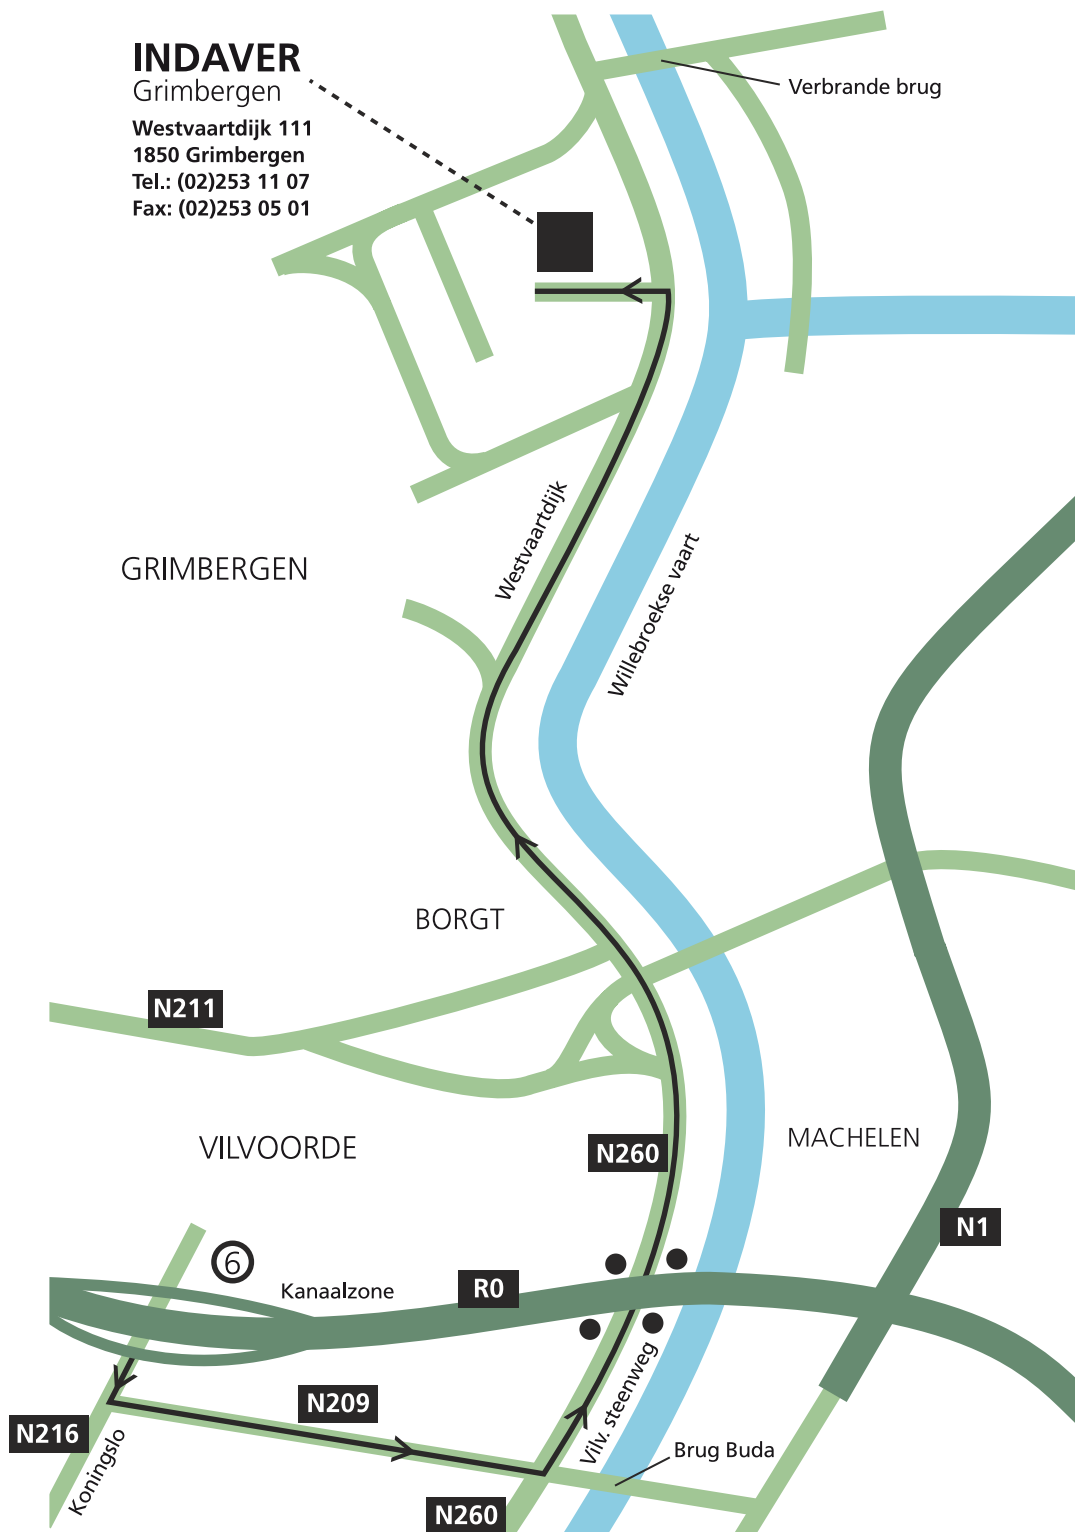 INDAVER
Grimbergen
Westvaartdijk 111
1850 Grimbergen
Tel.: (02)253 11 07
Fax: (02)253 05 01
Verbrande brug
Westvaartdijk
GRIMBERGEN
Willebroekse vaart
BORGT
N211
VILVOORDE
N260
MACHELEN
N1
6
Kanaalzone
R0
Vilv. steenweg
N209
N216
Koningslo
Brug Buda
N260